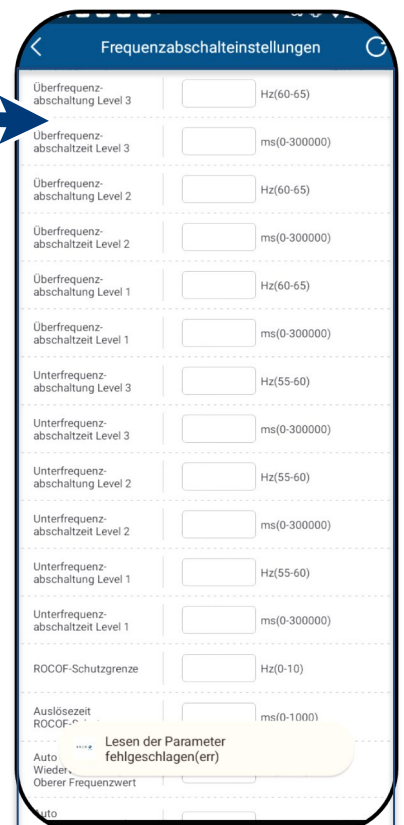 Frequenzabschalteinstellungen
Überfrequenz-
abschaltung Level 3
Hz(60-65)
Überfrequenz-
abschaltzeit Level 3
ms(0-300000)
Überfrequenz-
abschaltung Level 2
Hz(60-65)
Überfrequenz-
abschaltzeit Level 2
ms(0-300000)
Überfrequenz-
abschaltung Level 1
Hz(60-65)
Überfrequenz-
abschaltzeit Level 1
ms(0-300000)
Unterfrequenz-
abschaltung Level 3
Hz(55-60)
Unterfrequenz-
abschaltzeit Level 3
ms(0-300000)
Unterfrequenz-
abschaltung Level 2
Hz(55-60)
Unterfrequenz-
abschaltzeit Level 2
ms(0-300000)
Unterfrequenz-
abschaltung Level 1
Hz(55-60)
Unterfrequenz-
abschaltzeit Level 1
ms(0-300000)
ROCOF-Schutzgrenze
Hz(0-10)
Auslösezeit
ms(0-1000)
Lesen der Parameter
fehlgeschlagen(err)
Auto
Oberer Frequenzwert
Auto